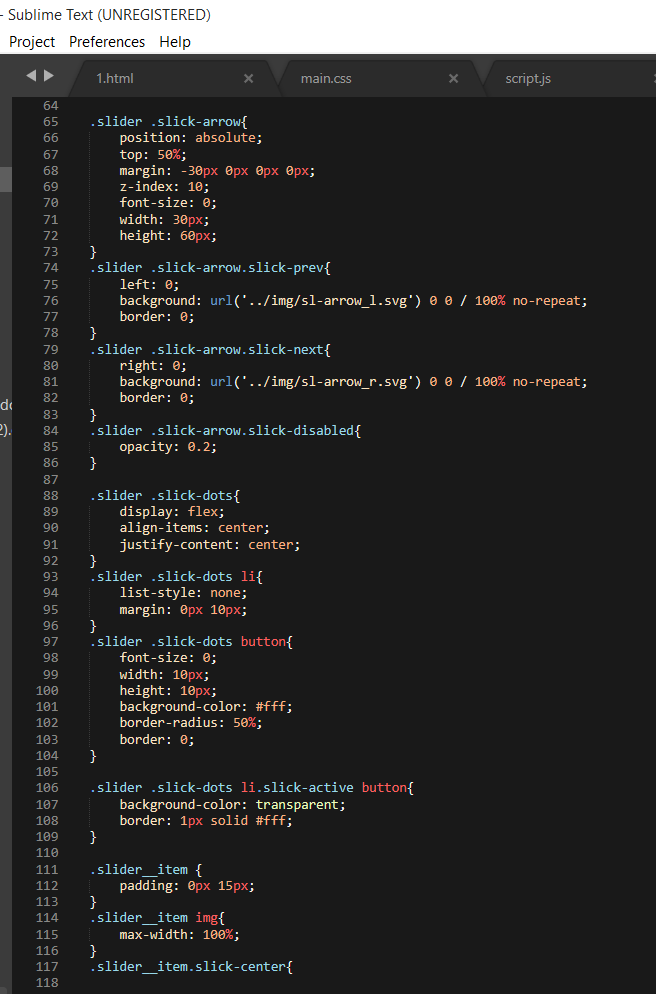 - Sublime Text (UNREGISTERED)
Project Preferences Help
1.html × main.css × script.js
64
65 .slider .slick-arrow{
66 position: absolute;
67 top: 50%;
68 margin: -30px 0px 0px 0px;
69 z-index: 10;
70 font-size: 0;
71 width: 30px;
72 height: 60px;
73 }
74 .slider .slick-arrow.slick-prev{
75 left: 0;
76 background: url('../img/sl-arrow_l.svg') 0 0 / 100% no-repeat;
77 border: 0;
78 }
79 .slider .slick-arrow.slick-next{
80 right: 0;
81 background: url('../img/sl-arrow_r.svg') 0 0 / 100% no-repeat;
82 border: 0;
83 }
84 .slider .slick-arrow.slick-disabled{
85 opacity: 0.2;
86 }
87
88 .slider .slick-dots{
89 display: flex;
90 align-items: center;
91 justify-content: center;
92 }
93 .slider .slick-dots li{
94 list-style: none;
95 margin: 0px 10px;
96 }
97 .slider .slick-dots button{
98 font-size: 0;
99 width: 10px;
100 height: 10px;
101 background-color: #fff;
102 border-radius: 50%;
103 border: 0;
104 }
105
106 .slider .slick-dots li.slick-active button{
107 background-color: transparent;
108 border: 1px solid #fff;
109 }
110
111 .slider__item {
112 padding: 0px 15px;
113 }
114 .slider__item img{
115 max-width: 100%;
116 }
117 .slider__item.slick-center{
118